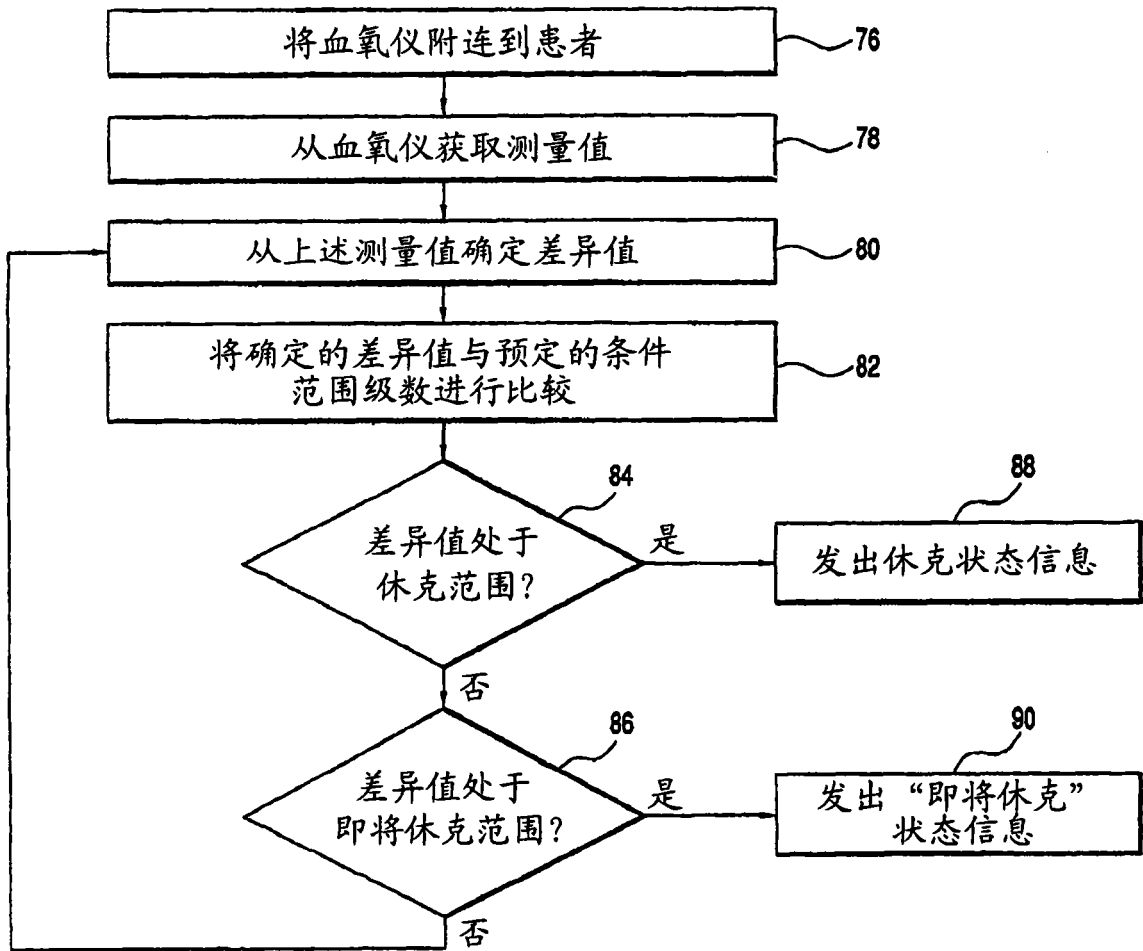 将血氧仪附连到患者
76
从血氧仪获取测量值
78
从上述测量值确定差异值
80
将确定的差异值与预定的条件
范围级数进行比较
82
84
差异值处于
休克范围?
是
88
发出休克状态信息
否
86
差异值处于
即将休克范围?
是
90
发出“即将休克”
状态信息
否